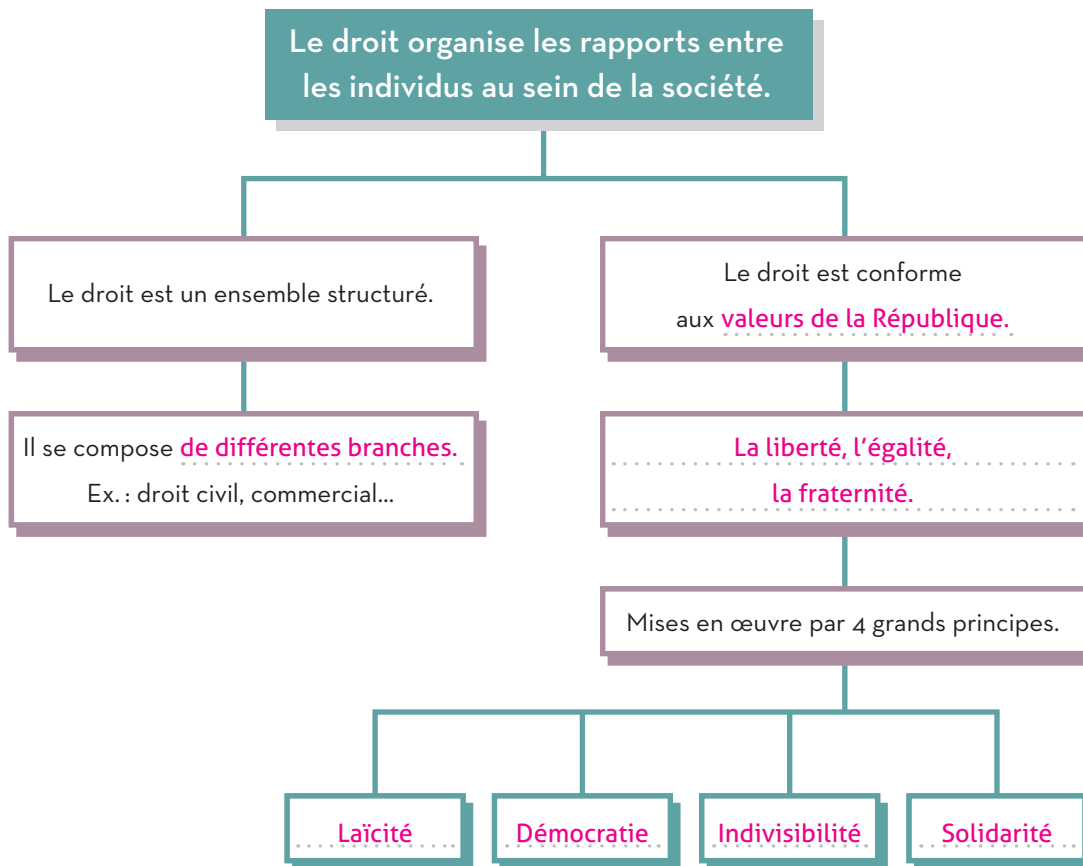 Le droit organise les rapports entre
les individus au sein de la société.
Le droit est un ensemble structuré.
Le droit est conforme
aux valeurs de la République.
Il se compose de différentes branches.
Ex. : droit civil, commercial...
La liberté, l'égalité,
la fraternité.
Mises en œuvre par 4 grands principes.
Laïcité
Démocratie
Indivisibilité
Solidarité